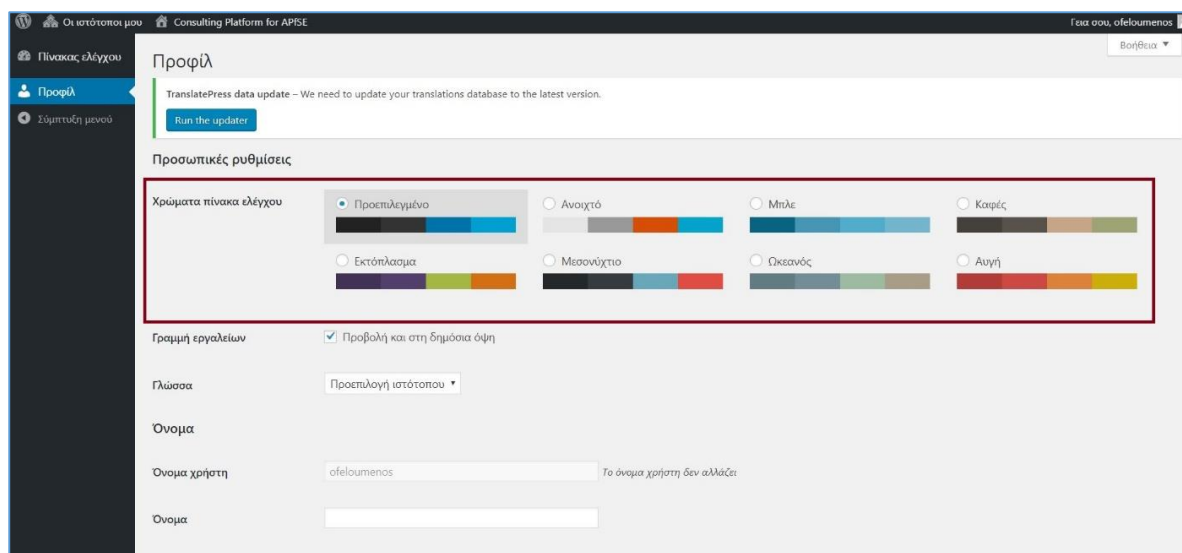 Οι ιστότοποι μου Consulting Platform for APfSE Γεια σου, ofeloumenos
Πίνακας ελέγχου
Προφίλ
Σύμπτυξη μενού
Βοήθεια ▼
Προφίλ
TranslatePress data update – We need to update your translations database to the latest version.
Run the updater
Προσωπικές ρυθμίσεις
Χρώματα πίνακα ελέγχου
Προεπιλεγμένο Ανοιχτό Μπλε Καφές
Εκτόπλασμα Μεσονύχτιο Ωκεανός Αυγή
Γραμμή εργαλείων Προβολή και στη δημόσια όψη
Γλώσσα Προεπιλογή ιστότοπου
Όνομα
Όνομα χρήστη ofeloumenos Το όνομα χρήστη δεν αλλάζει
Όνομα